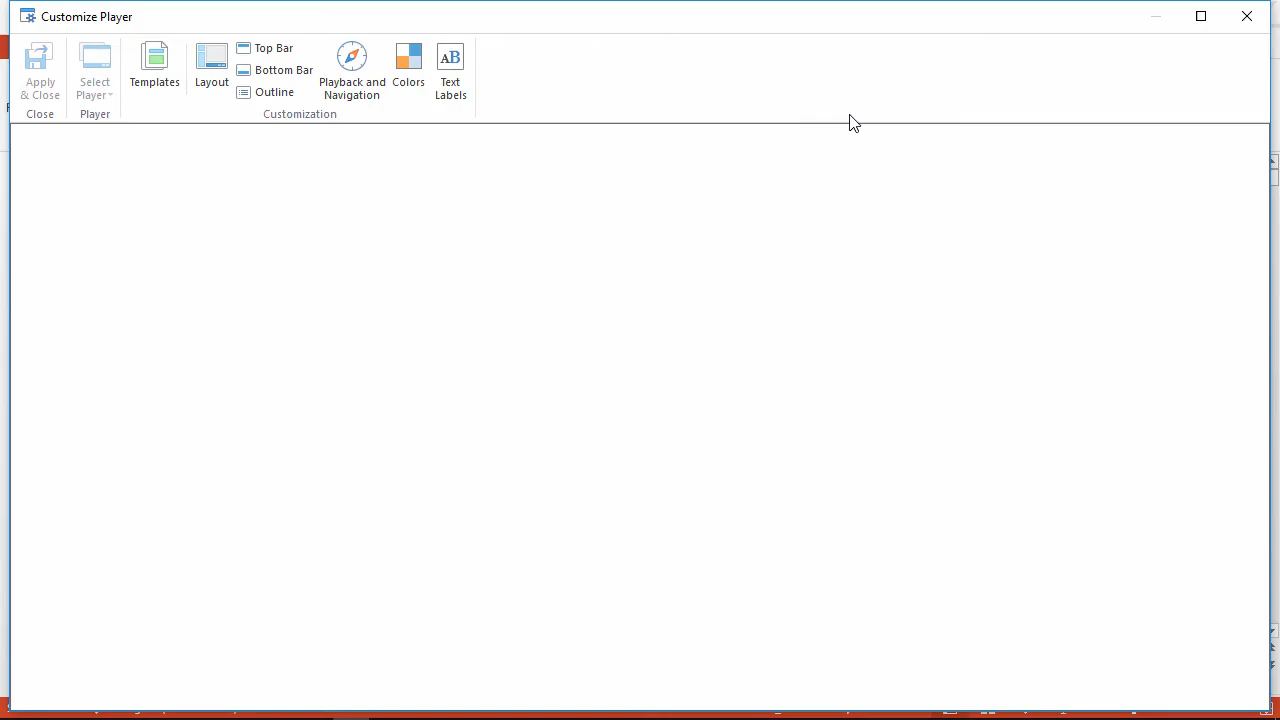 Customize Player
Apply
& Close
Select
Player
Templates
Layout
Top Bar
Bottom Bar
Outline
Playback and
Navigation
Colors
AB
Text
Labels
Close
Player
Customization